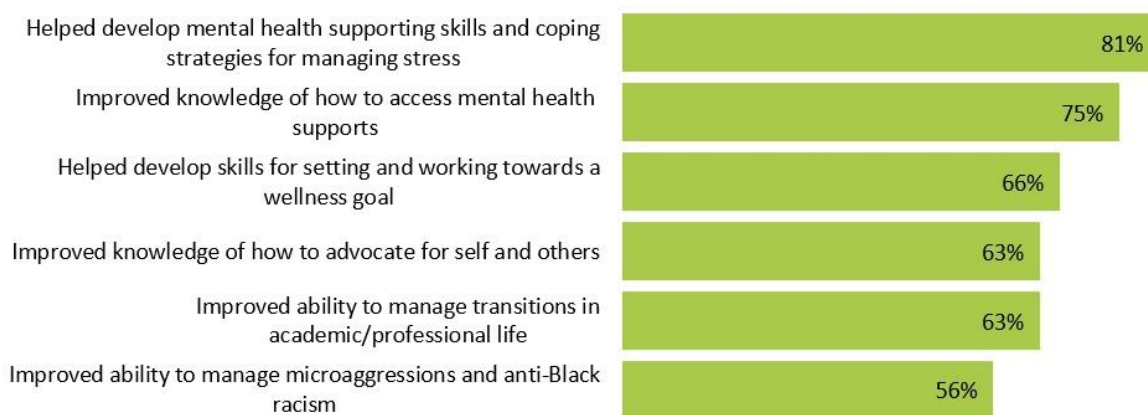 Helped develop mental health supporting skills and coping
strategies for managing stress
81%
Improved knowledge of how to access mental health
supports
75%
Helped develop skills for setting and working towards a
wellness goal
66%
Improved knowledge of how to advocate for self and others
63%
Improved ability to manage transitions in
academic/professional life
63%
Improved ability to manage microaggressions and anti-Black
racism
56%